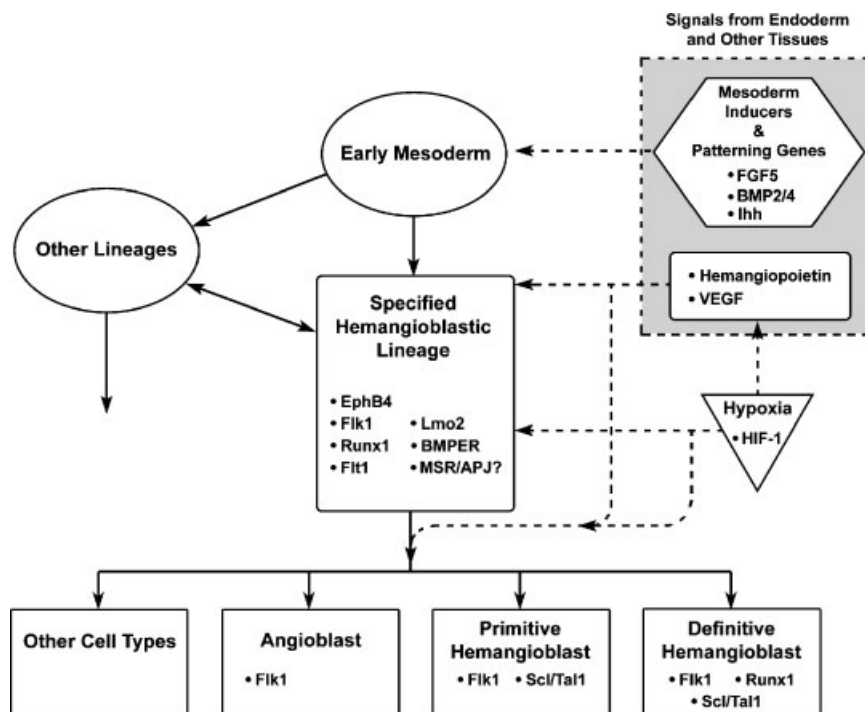 Signals from Endoderm
and Other Tissues
Mesoderm
Inducers
&
Patterning Genes
• FGF5
• BMP2/4
• Ihh
Early Mesoderm
Other Lineages
• Hemangiopoietin
• VEGF
Specified
Hemangioblastic
Lineage
• EphB4
• Flk1 • Lmo2
• Runx1 • BMPER
• Flt1 • MSR/APJ?
Hypoxia
• HIF-1
Other Cell Types
Angioblast
• Flk1
Primitive
Hemangioblast
• Flk1 • Scl/Tal1
Definitive
Hemangioblast
• Flk1 • Runx1
• Scl/Tal1